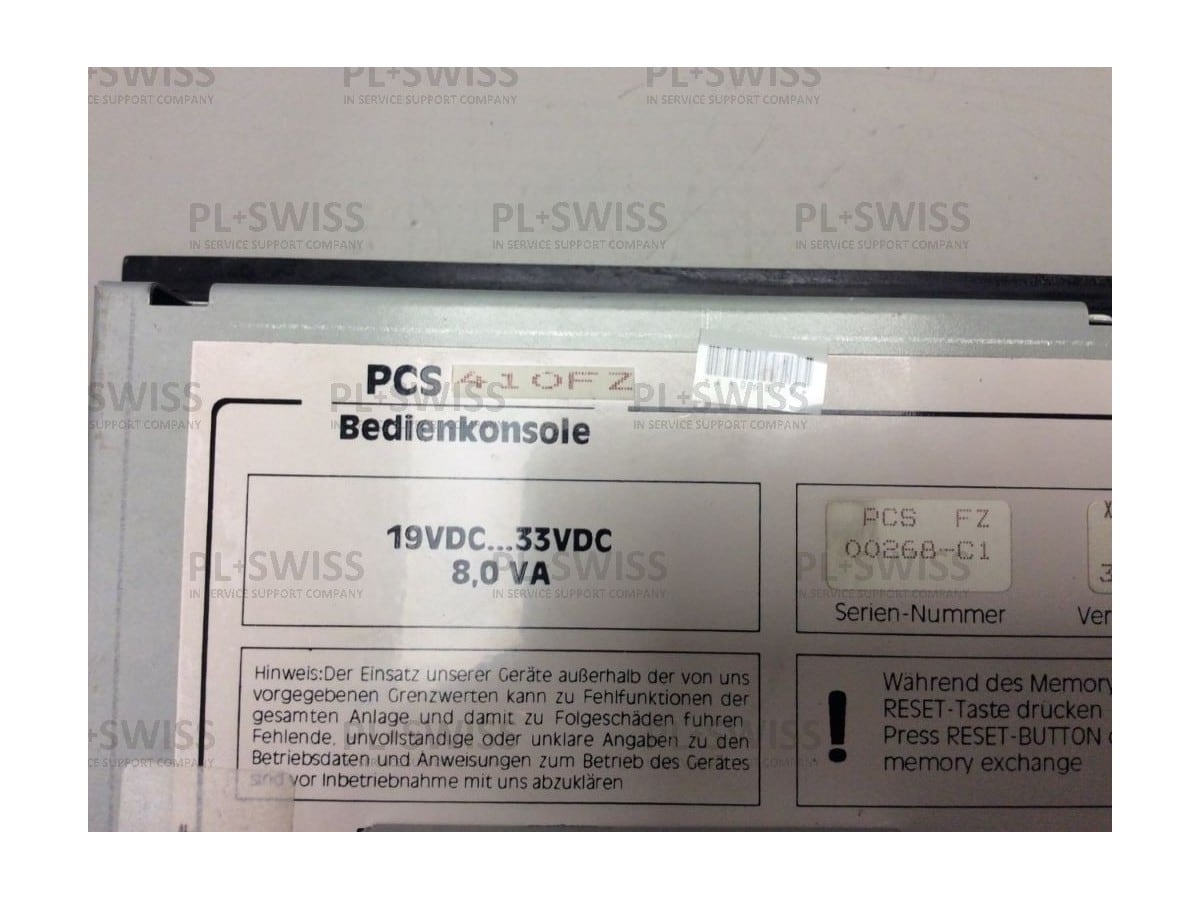 PL+SWISS
IN SERVICE SUPPORT COMPANY
PCS 410FZ
Bedienkonsole
19VDC...33VDC
8,0 VA
PCS FZ
00268-C1
Serien-Nummer
Ver
Hinweis:Der Einsatz unserer Geräte außerhalb der von uns
vorgegebenen Grenzwerten kann zu Fehlfunktionen der
gesamten Anlage und damit zu Folgeschäden fuhren
Fehlende, unvollständige oder unklare Angaben zu den
Betriebsdaten und Anweisungen zum Betrieb des Gerätes
sind vor Inbetriebnahme mit uns abzuklären
!
Während des Memory
RESET-Taste drücken
Press RESET-BUTTON
memory exchange